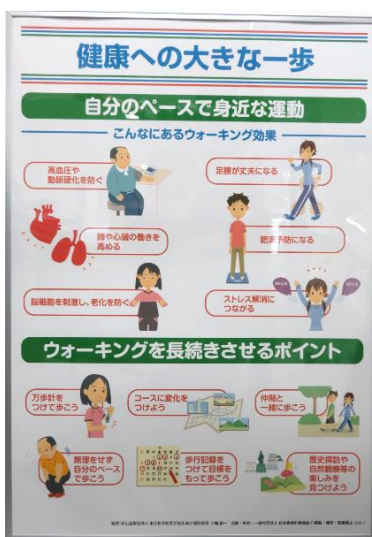 健康への大きな一歩
自分のペースで身近な運動
こんなにあるウォーキング効果
高血圧や
動脈硬化を防ぐ
足腰が丈夫になる
肺や心臓の働きを
高める
肥満予防になる
脳細胞を刺激し、老化を防ぐ
ストレス解消に
つながる
ストレス
ストレス
ウォーキングを長続きさせるポイント
万歩計を
つけて歩こう
コースに変化を
つけよう
仲間と
一緒に歩こう
無理をせず
自分のペース
で歩こう
歩行記録を
つけて目標を
もって歩こう
歴史探訪や
自然観察等の
楽しみを
見つけよう